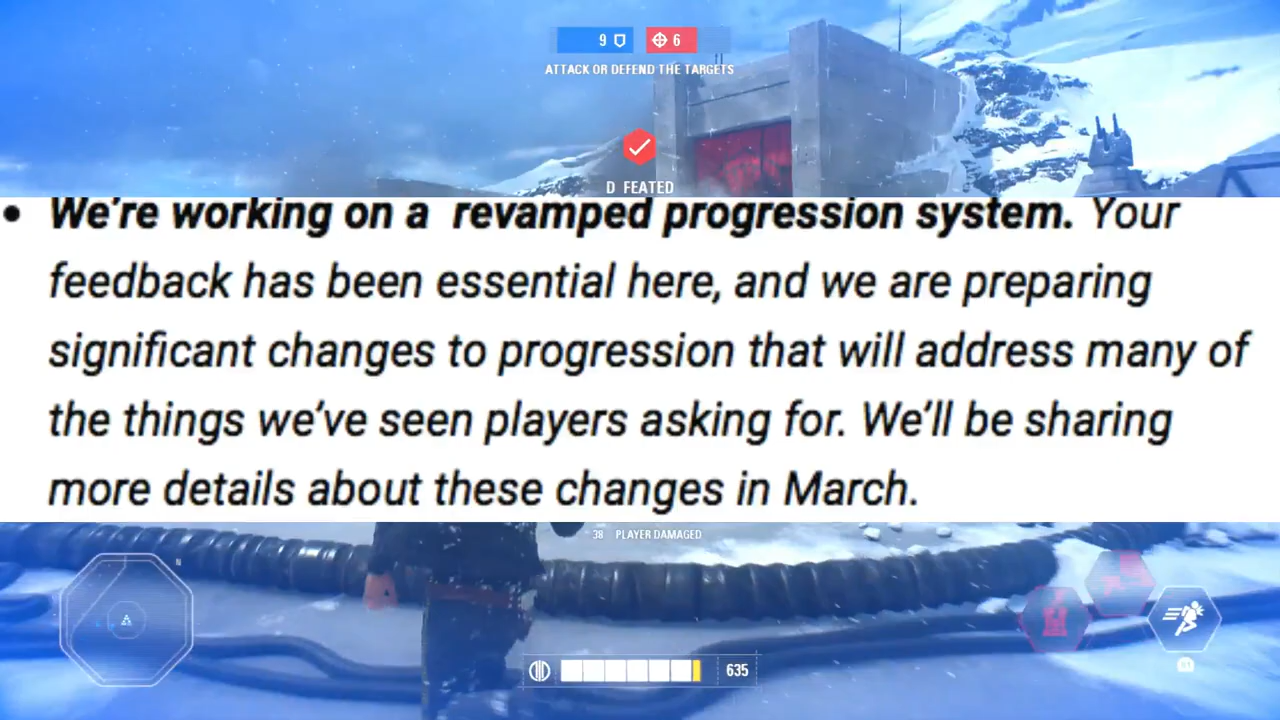 9 6
ATTACK OR DEFEND THE TARGETS
D FEATED
• We’re working on a  revamped progression system. Your
feedback has been essential here, and we are preparing
significant changes to progression that will address many of
the things we’ve seen players asking for. We’ll be sharing
more details about these changes in March.
38 PLAYER DAMAGED
N
635